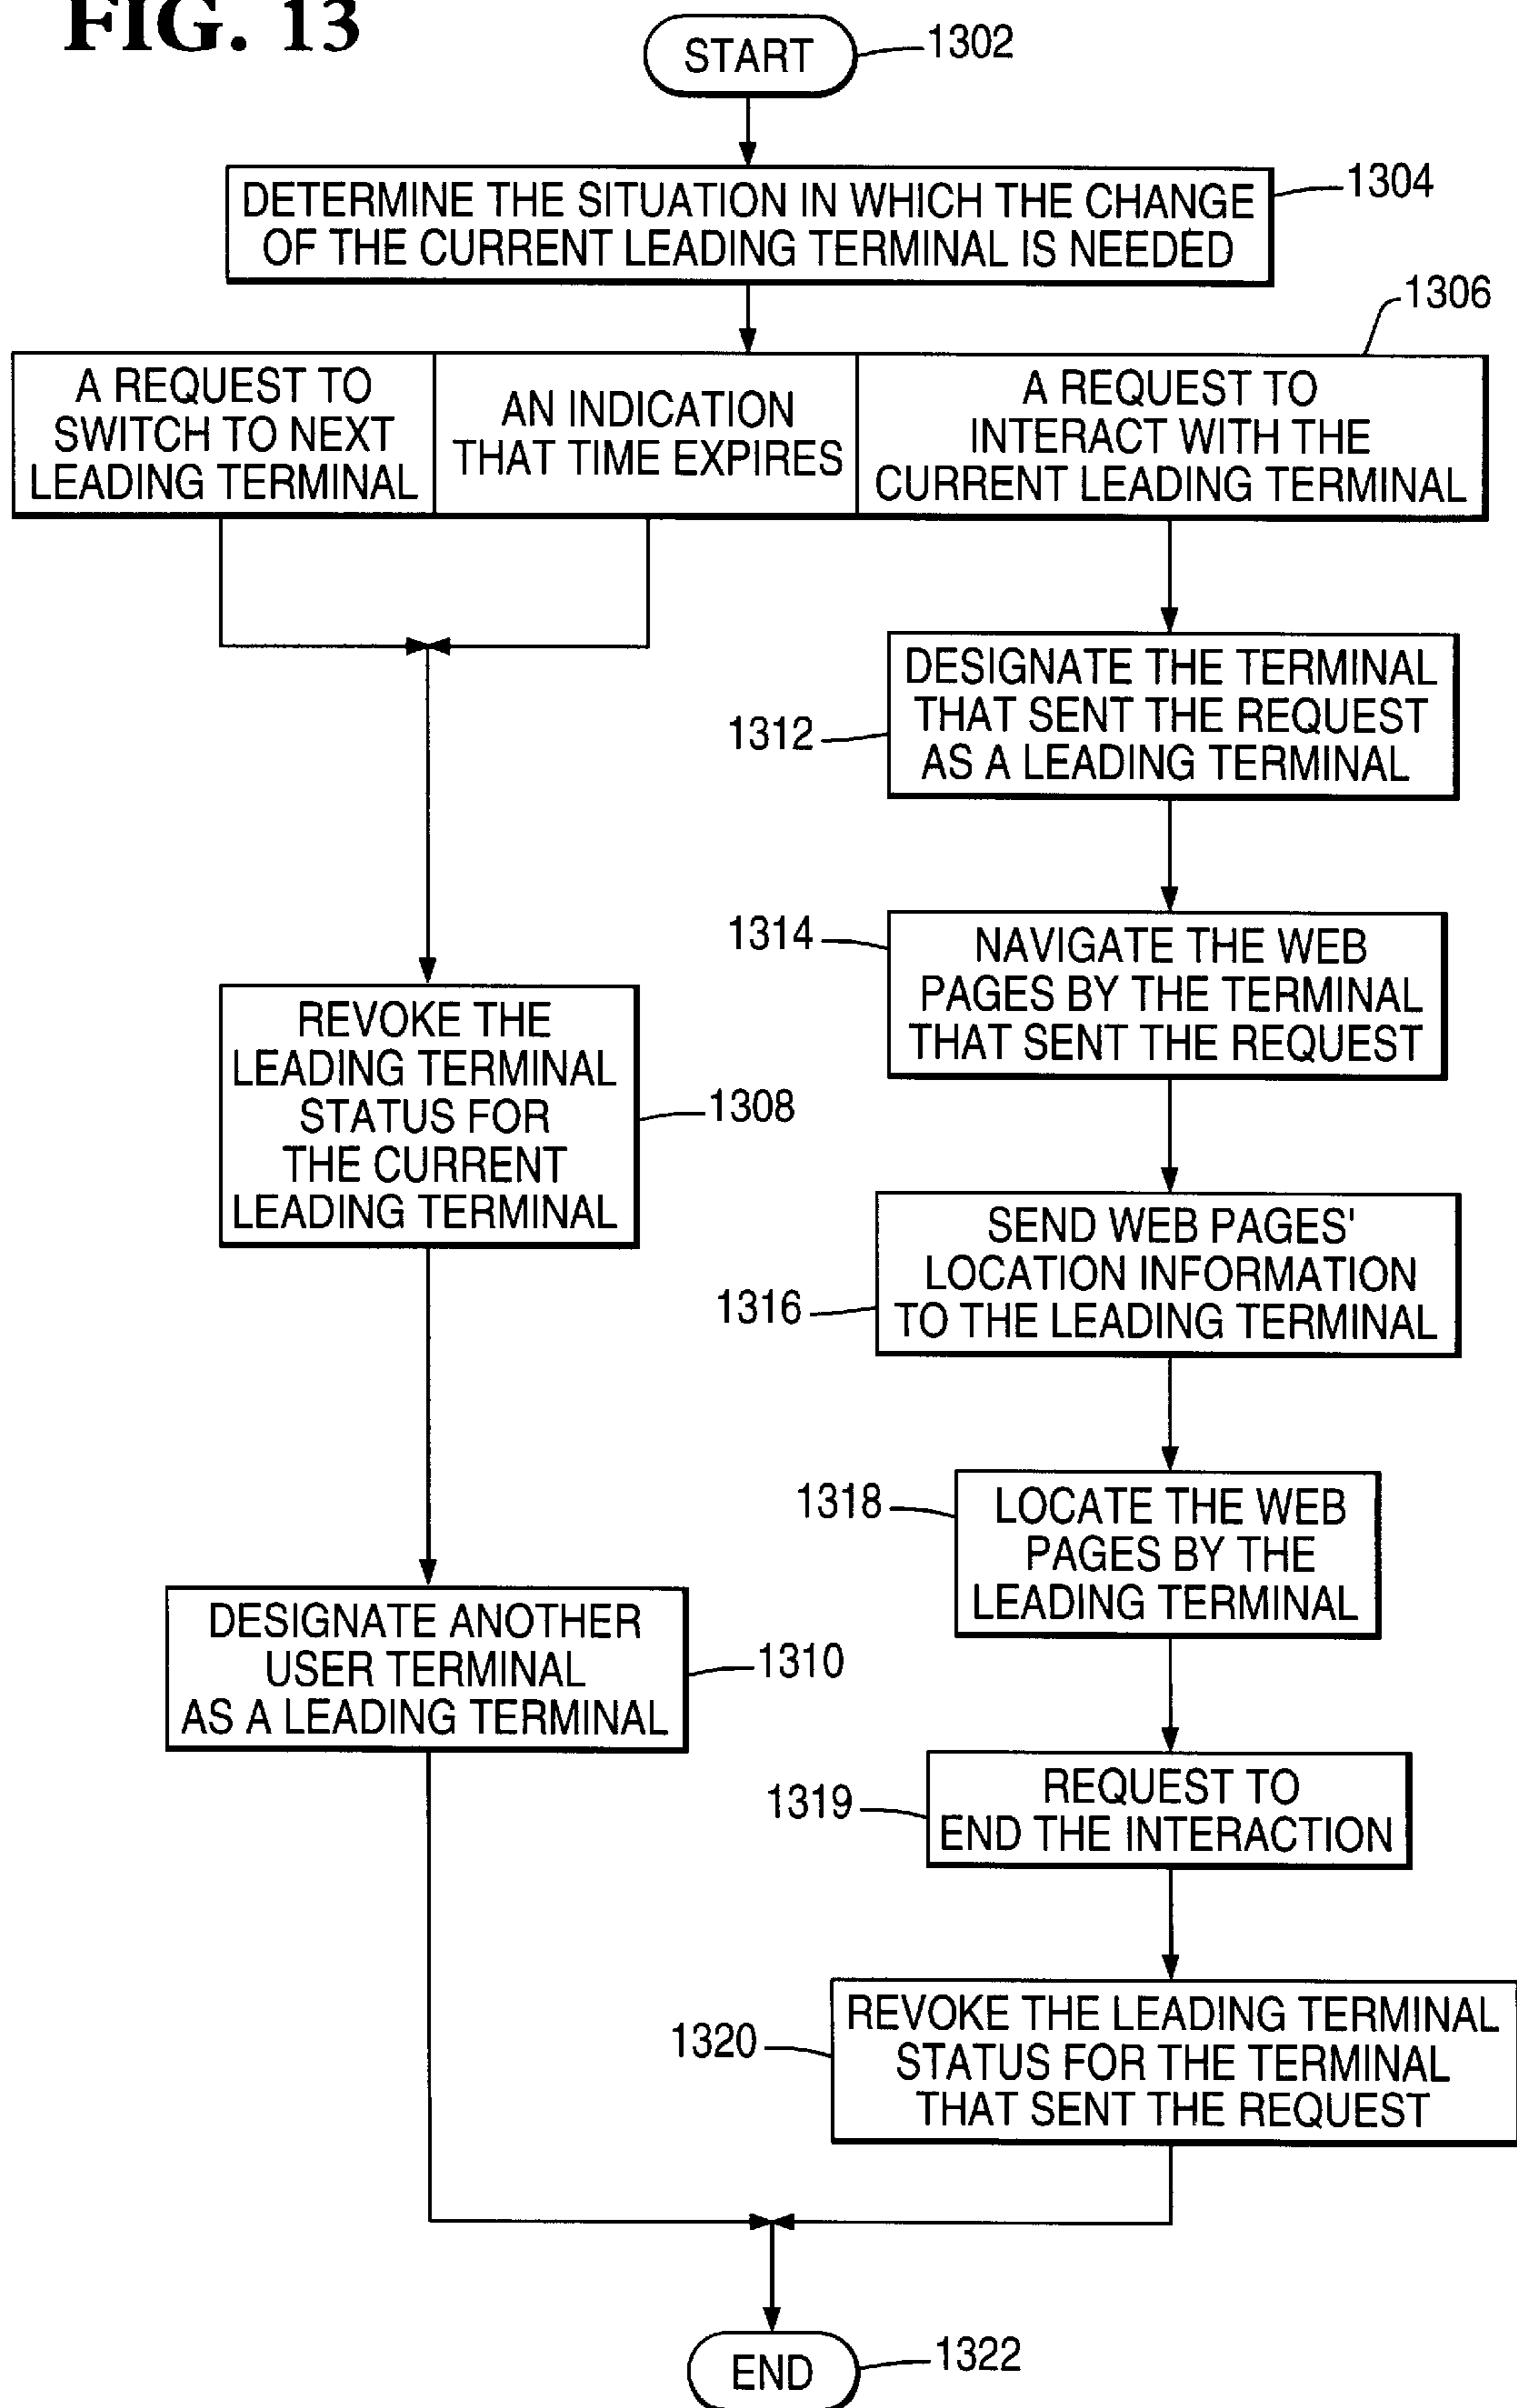 FIG. 13
START
1302
DETERMINE THE SITUATION IN WHICH THE CHANGE
OF THE CURRENT LEADING TERMINAL IS NEEDED
1304
1306
A REQUEST TO
SWITCH TO NEXT
LEADING TERMINAL
AN INDICATION
THAT TIME EXPIRES
A REQUEST TO
INTERACT WITH THE
CURRENT LEADING TERMINAL
DESIGNATE THE TERMINAL
THAT SENT THE REQUEST
AS A LEADING TERMINAL
1312
1314
NAVIGATE THE WEB
PAGES BY THE TERMINAL
THAT SENT THE REQUEST
REVOKE THE
LEADING TERMINAL
STATUS FOR
THE CURRENT
LEADING TERMINAL
1308
SEND WEB PAGES'
LOCATION INFORMATION
TO THE LEADING TERMINAL
1316
1318
LOCATE THE WEB
PAGES BY THE
LEADING TERMINAL
DESIGNATE ANOTHER
USER TERMINAL
AS A LEADING TERMINAL
1310
1319
REQUEST TO
END THE INTERACTION
1320
REVOKE THE LEADING TERMINAL
STATUS FOR THE TERMINAL
THAT SENT THE REQUEST
END
1322